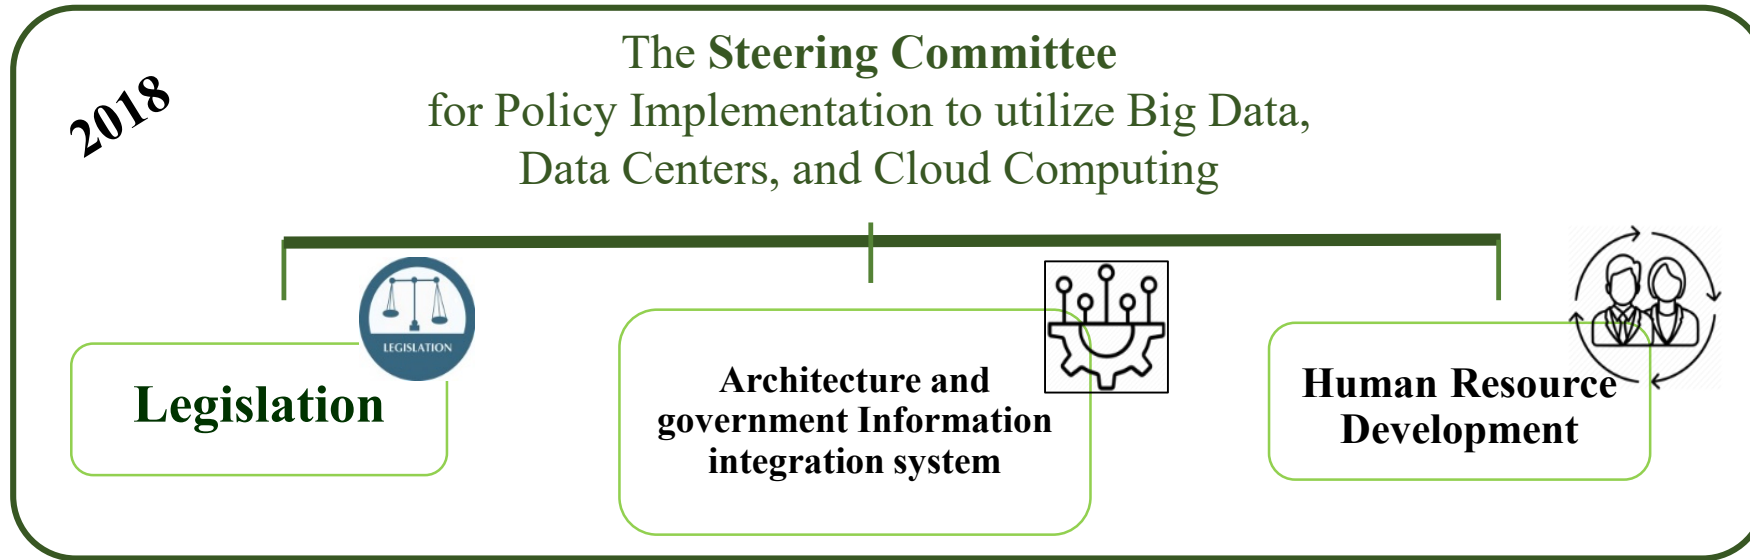 2018
The Steering Committee
for Policy Implementation to utilize Big Data,
Data Centers, and Cloud Computing
LEGISLATION
Legislation
Architecture and
government Information
integration system
Human Resource
Development